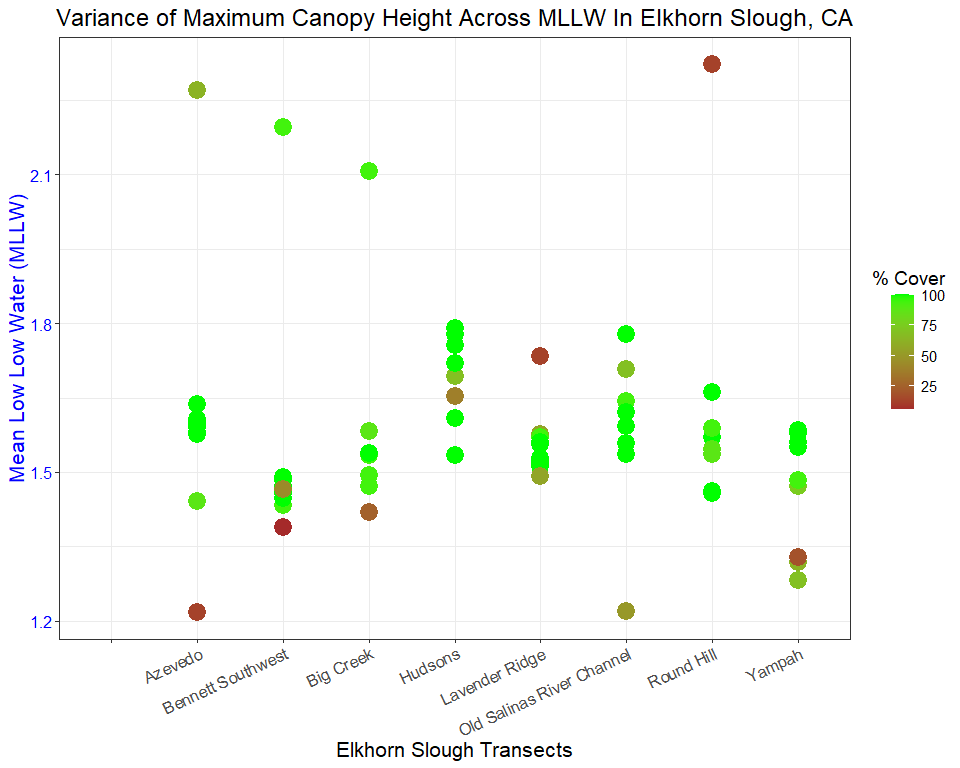 Variance of Maximum Canopy Height Across MLLW In Elkhorn Slough, CA
Mean Low Low Water (MLLW)
2.1
1.8
1.5
1.2
Azevedo
Bennett Southwest
Big Creek
Hudsons
Lavender Ridge
Old Salinas River Channel
Round Hill
Yampah
Elkhorn Slough Transects
% Cover
100
75
50
25